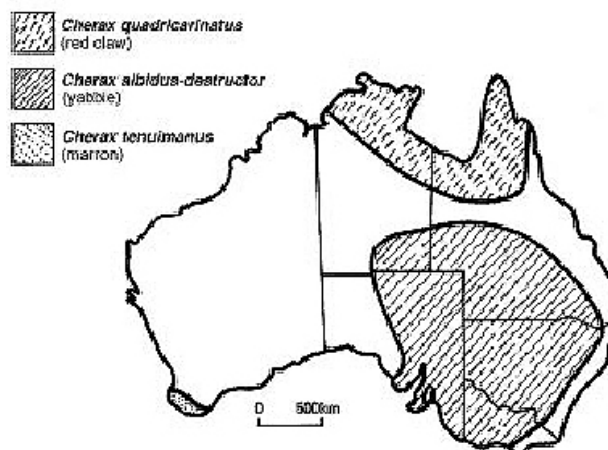 Cherax quadricarinatus
(red claw)
Cherax albidus-destructor
(yabbie)
Cherax tenuimanus
(marron)
0 500km